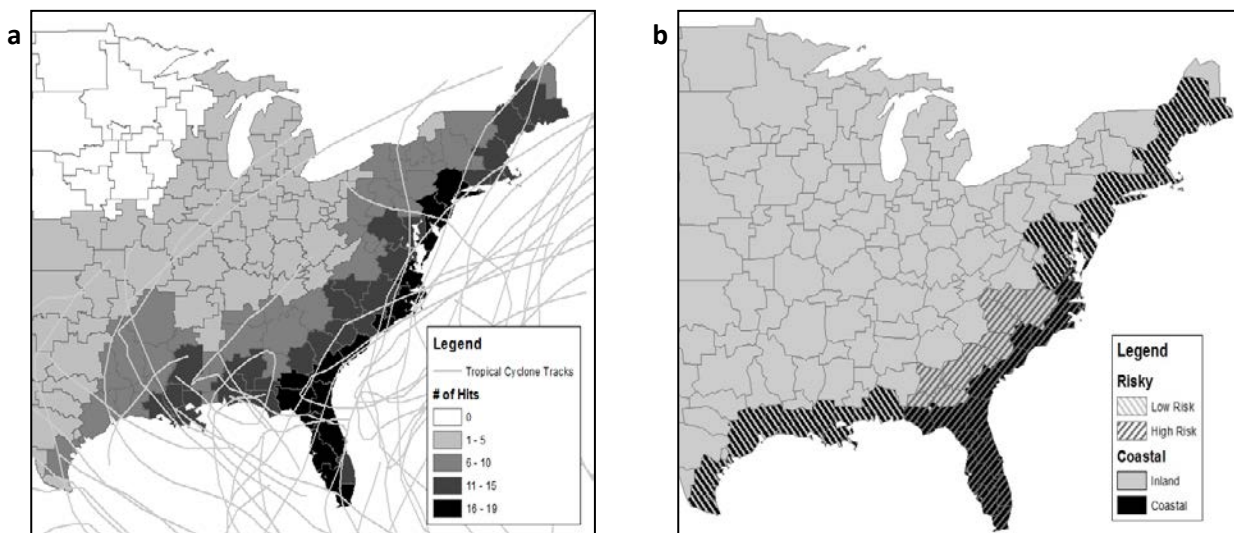 a
Legend
Tropical Cyclone Tracks
# of Hits
0
1 - 5
6 - 10
11 - 15
16 - 19
b
Legend
Risky
Low Risk
High Risk
Coastal
Inland
Coastal